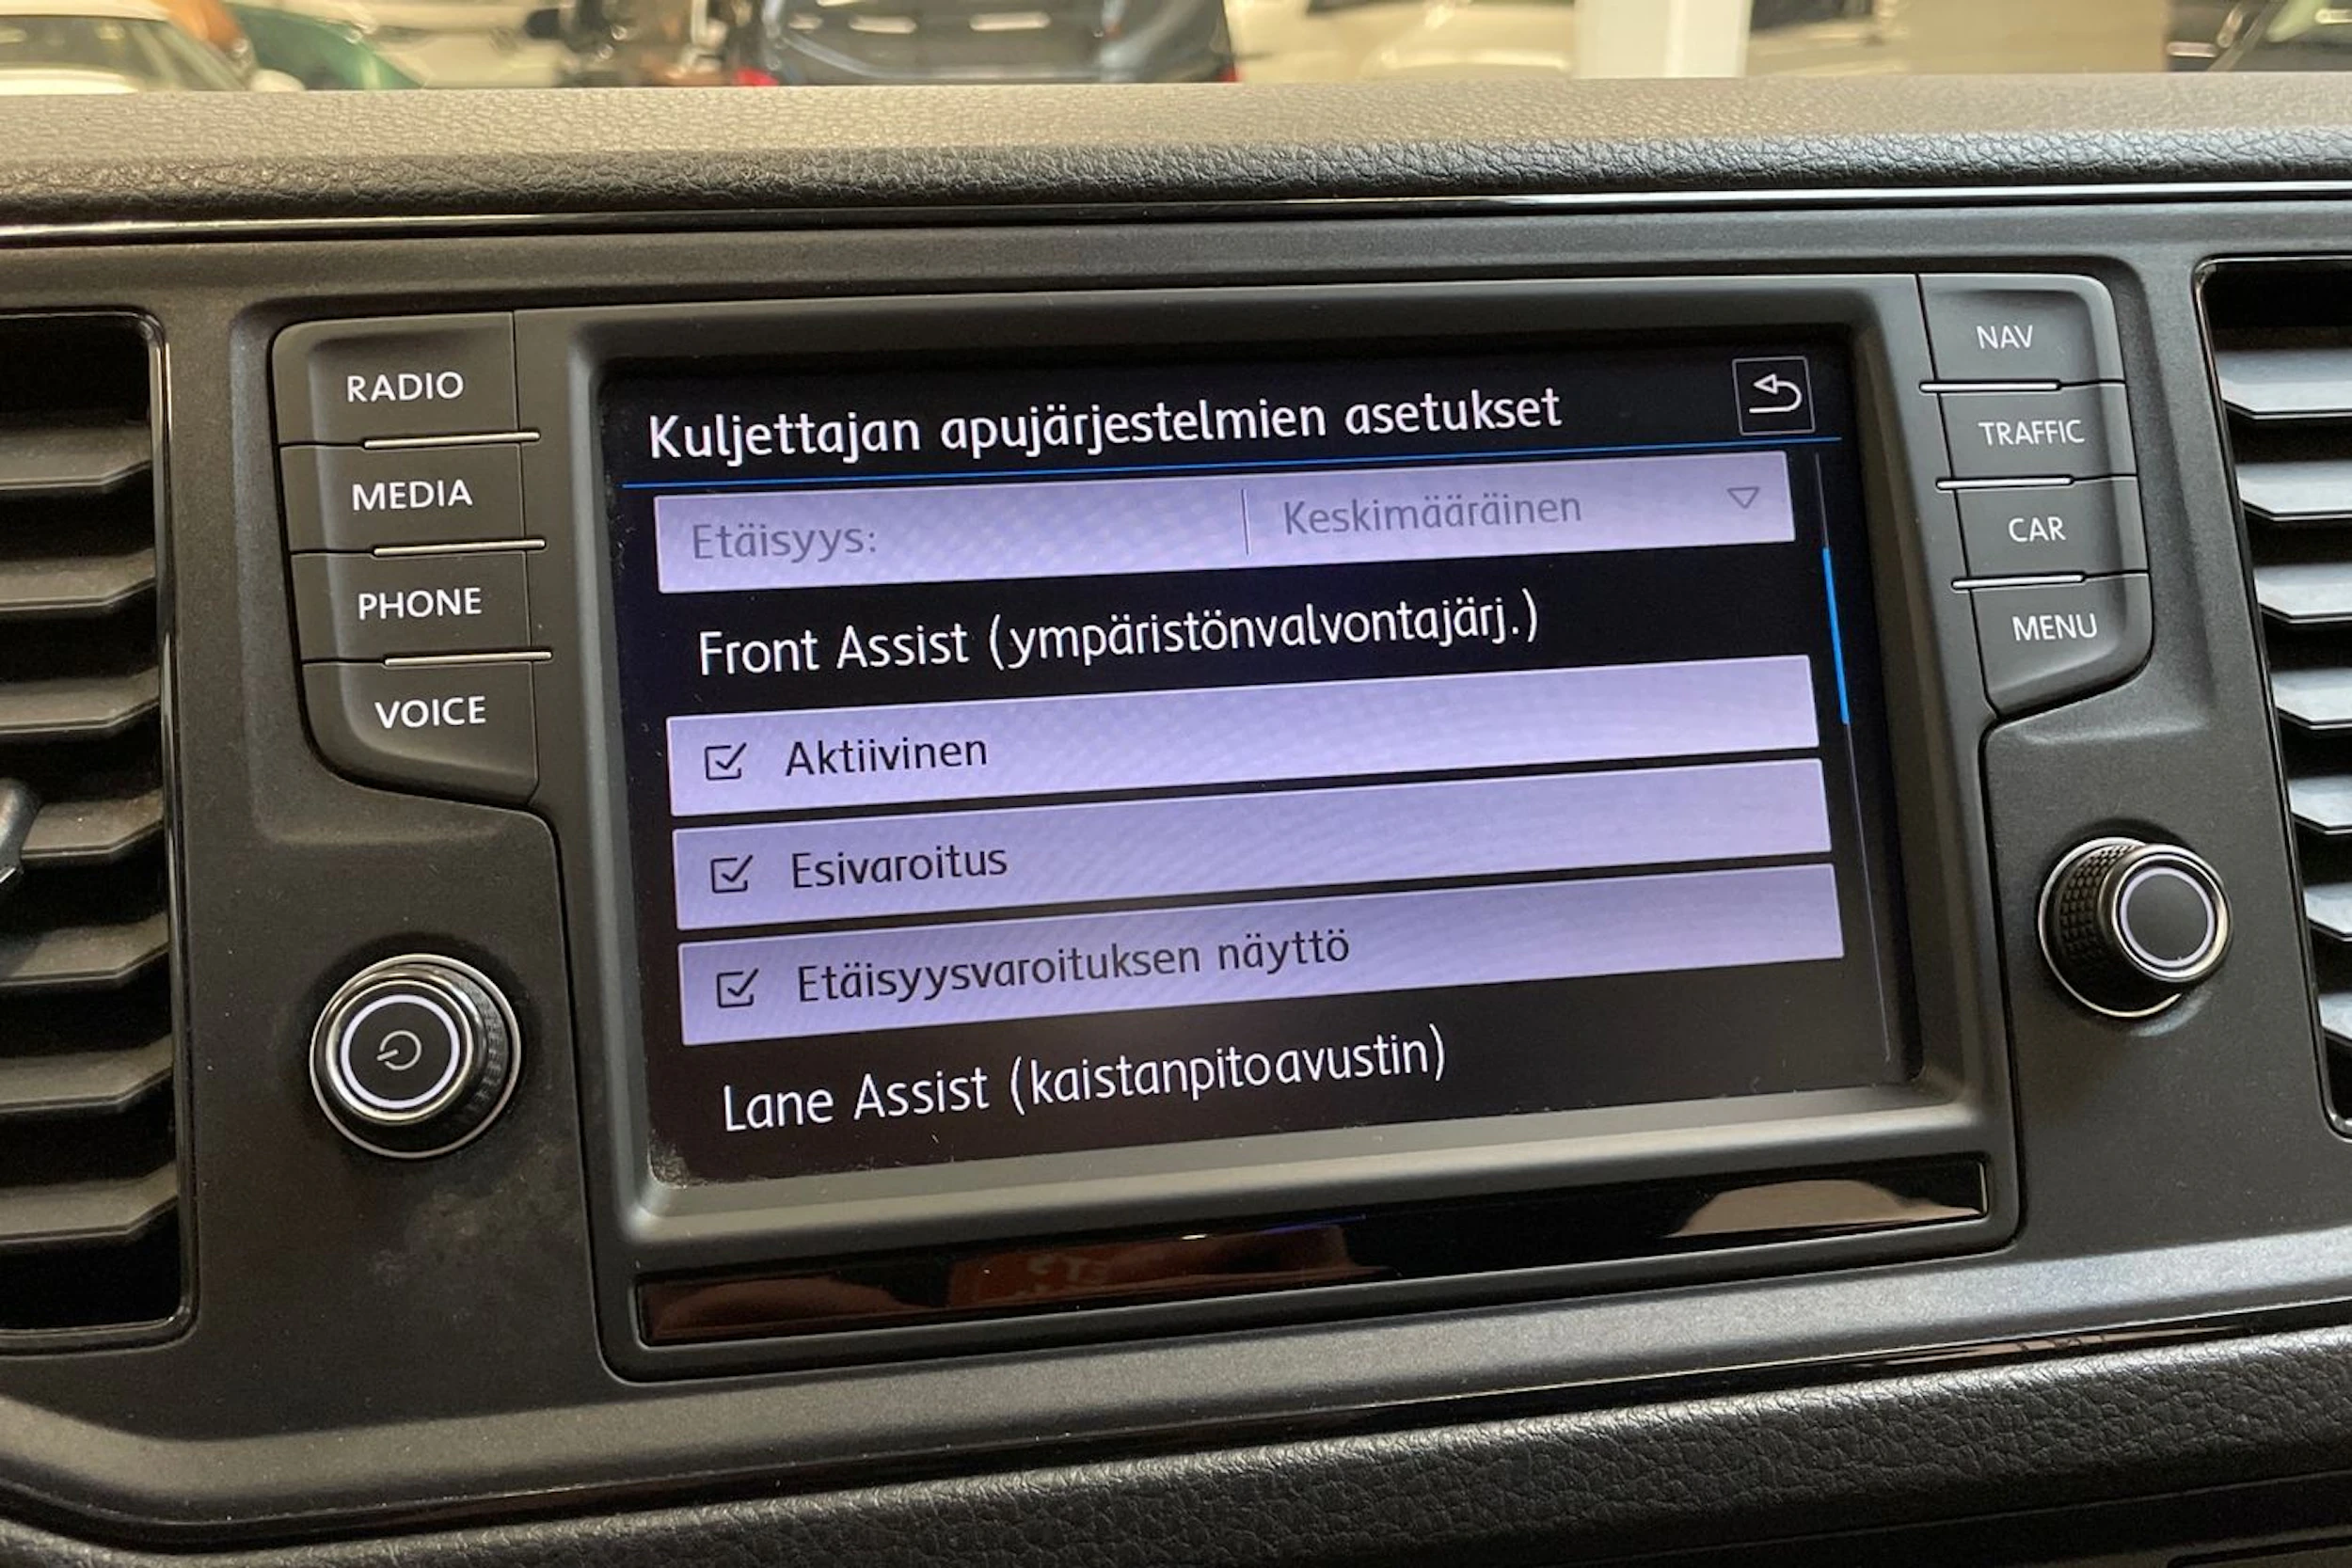 RADIO
MEDIA
PHONE
VOICE
Kuljettajan apujärjestelmien asetukset
Etäisyys: Keskimääräinen
Front Assist (ympäristönvalvontajärj.)
Aktiivinen
Esivaroitus
Etäisyysvaroituksen näyttö
Lane Assist (kaistanpitoavustin)
NAV
TRAFFIC
CAR
MENU